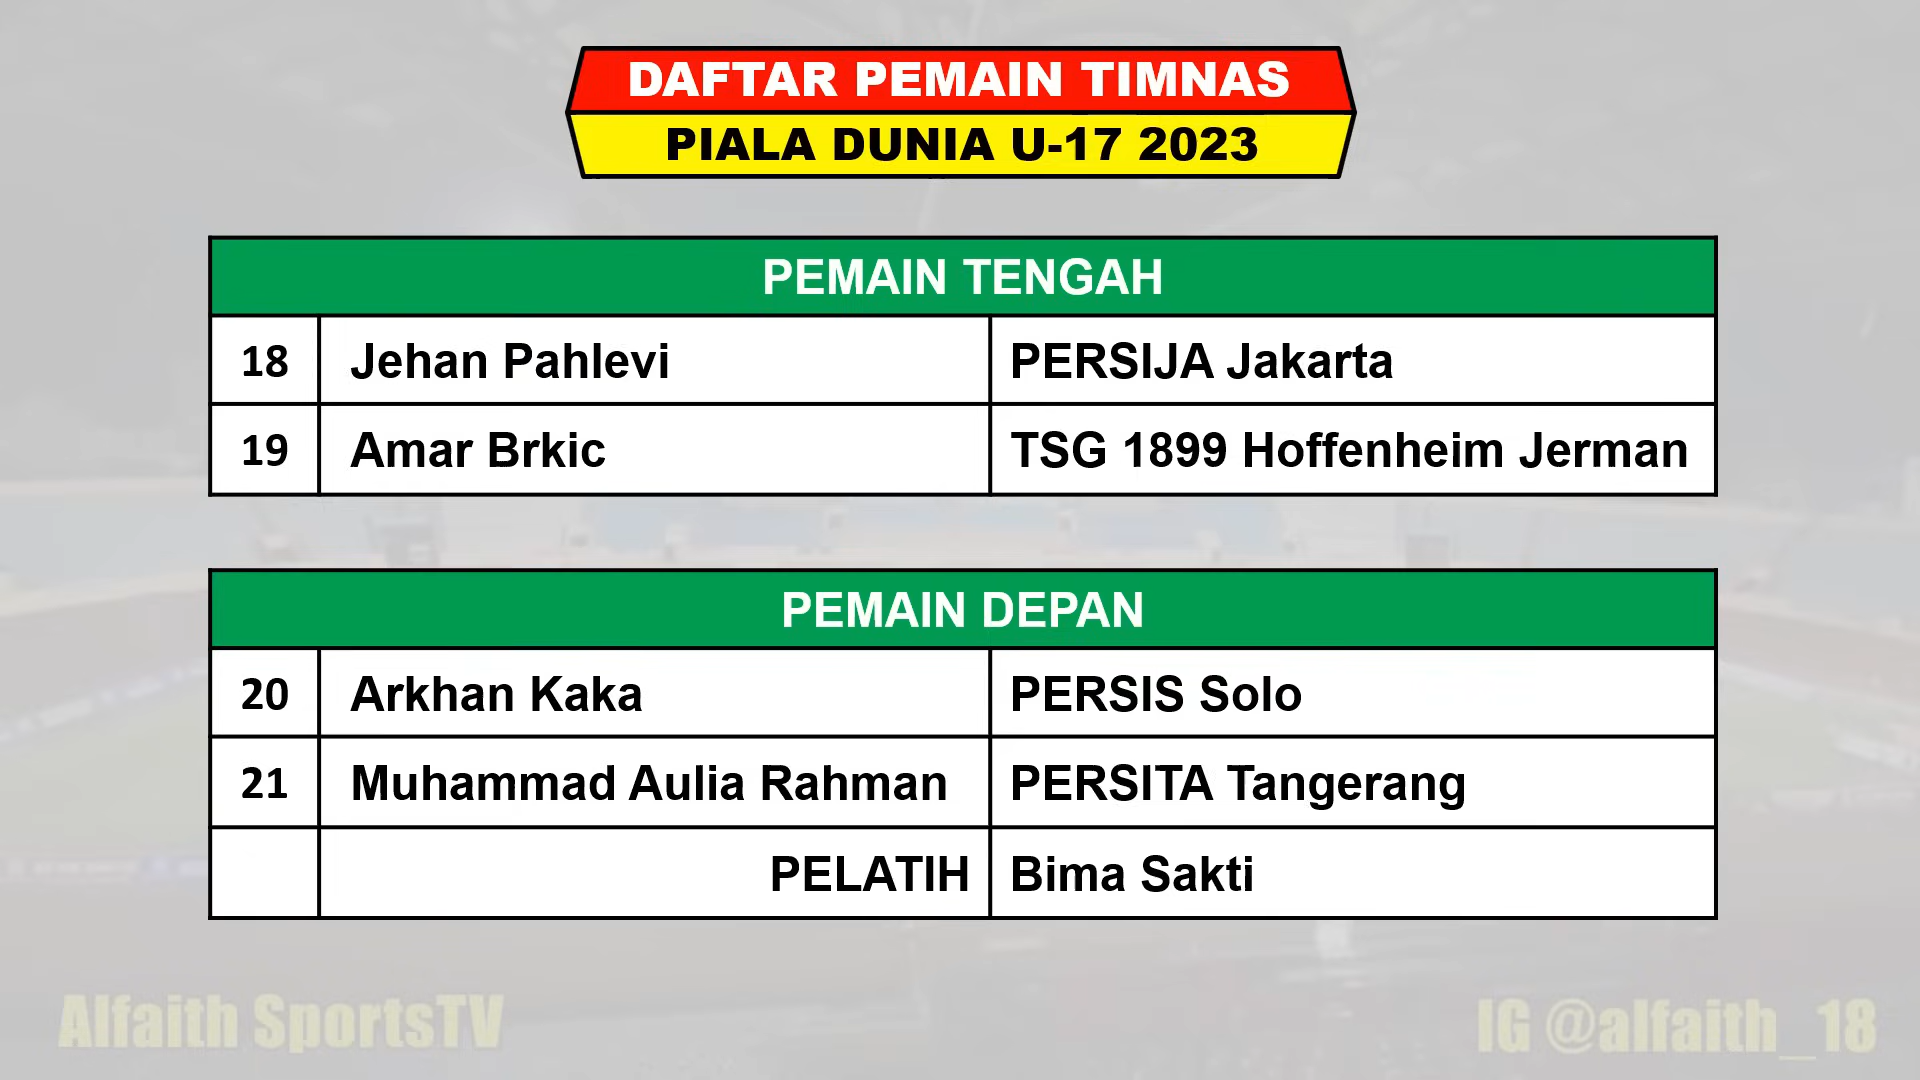 DAFTAR PEMAIN TIMNAS
PIALA DUNIA U-17 2023
PEMAIN TENGAH
18 Jehan Pahlevi PERSIJA Jakarta
19 Amar Brkic TSG 1899 Hoffenheim Jerman
PEMAIN DEPAN
20 Arkhan Kaka PERSIS Solo
21 Muhammad Aulia Rahman PERSITA Tangerang
PELATIH Bima Sakti
Alfaith SportsTV IG @alfaith_18